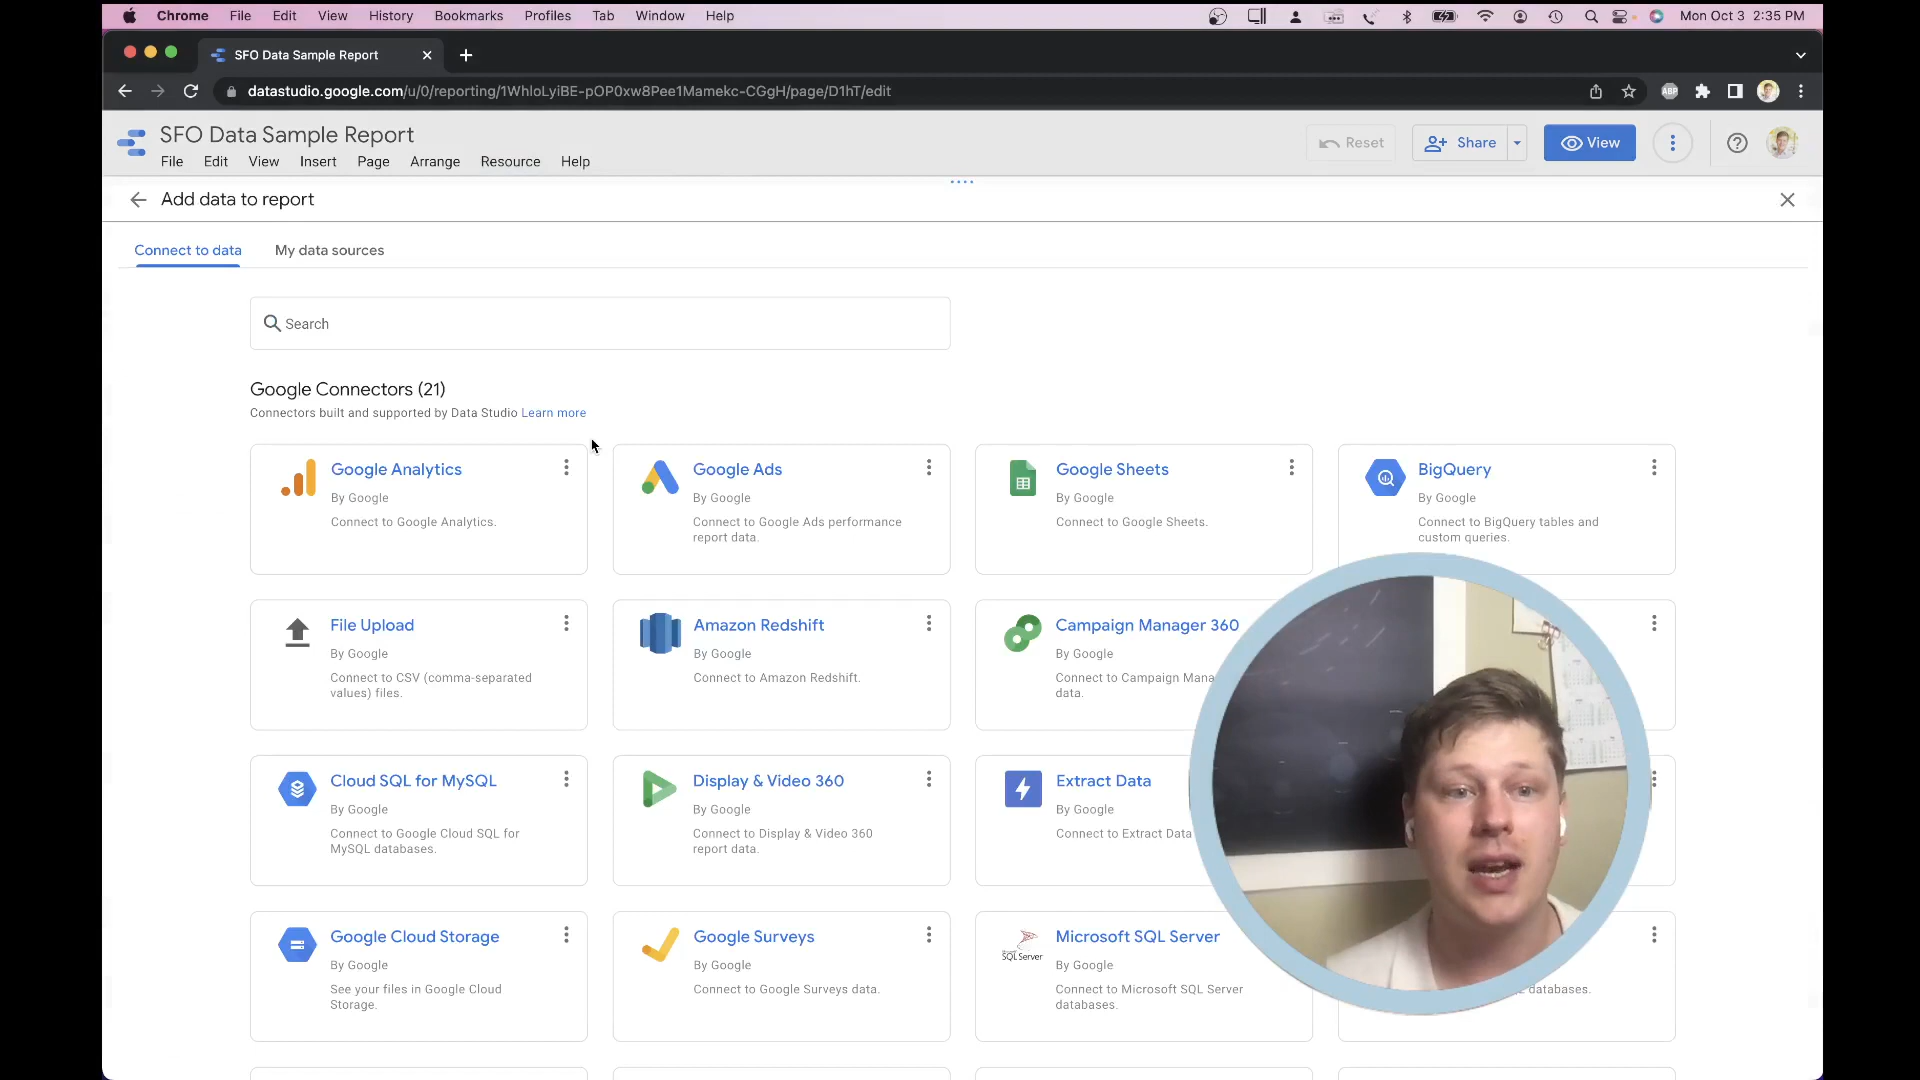 Chrome File Edit View History Bookmarks Profiles Tab Window Help Mon Oct 3 2:35 PM
SFO Data Sample Report
datastudio.google.com/u/0/reporting/1WhloLyiBE-pOP0xw8Pee1Mamekc-CGgH/page/D1hT/edit ABP
SFO Data Sample Report
File Edit View Insert Page Arrange Resource Help
Reset Share View
Add data to report
Connect to data My data sources
Search
Google Connectors (21)
Connectors built and supported by Data Studio Learn more
Google Analytics
By Google
Connect to Google Analytics.
Google Ads
By Google
Connect to Google Ads performance
report data.
Google Sheets
By Google
Connect to Google Sheets.
BigQuery
By Google
Connect to BigQuery tables and
custom queries.
File Upload
By Google
Connect to CSV (comma-separated
values) files.
Amazon Redshift
By Google
Connect to Amazon Redshift.
Campaign Manager 360
By Google
Connect to Campaign Mana
data.
Cloud SQL for MySQL
By Google
Connect to Google Cloud SQL for
MySQL databases.
Display & Video 360
By Google
Connect to Display & Video 360
report data.
Extract Data
By Google
Connect to Extract Data
Google Cloud Storage
By Google
See your files in Google Cloud
Storage.
Google Surveys
By Google
Connect to Google Surveys data.
SQL Server
Microsoft SQL Server
By Google
Connect to Microsoft SQL Server
databases.
databases.